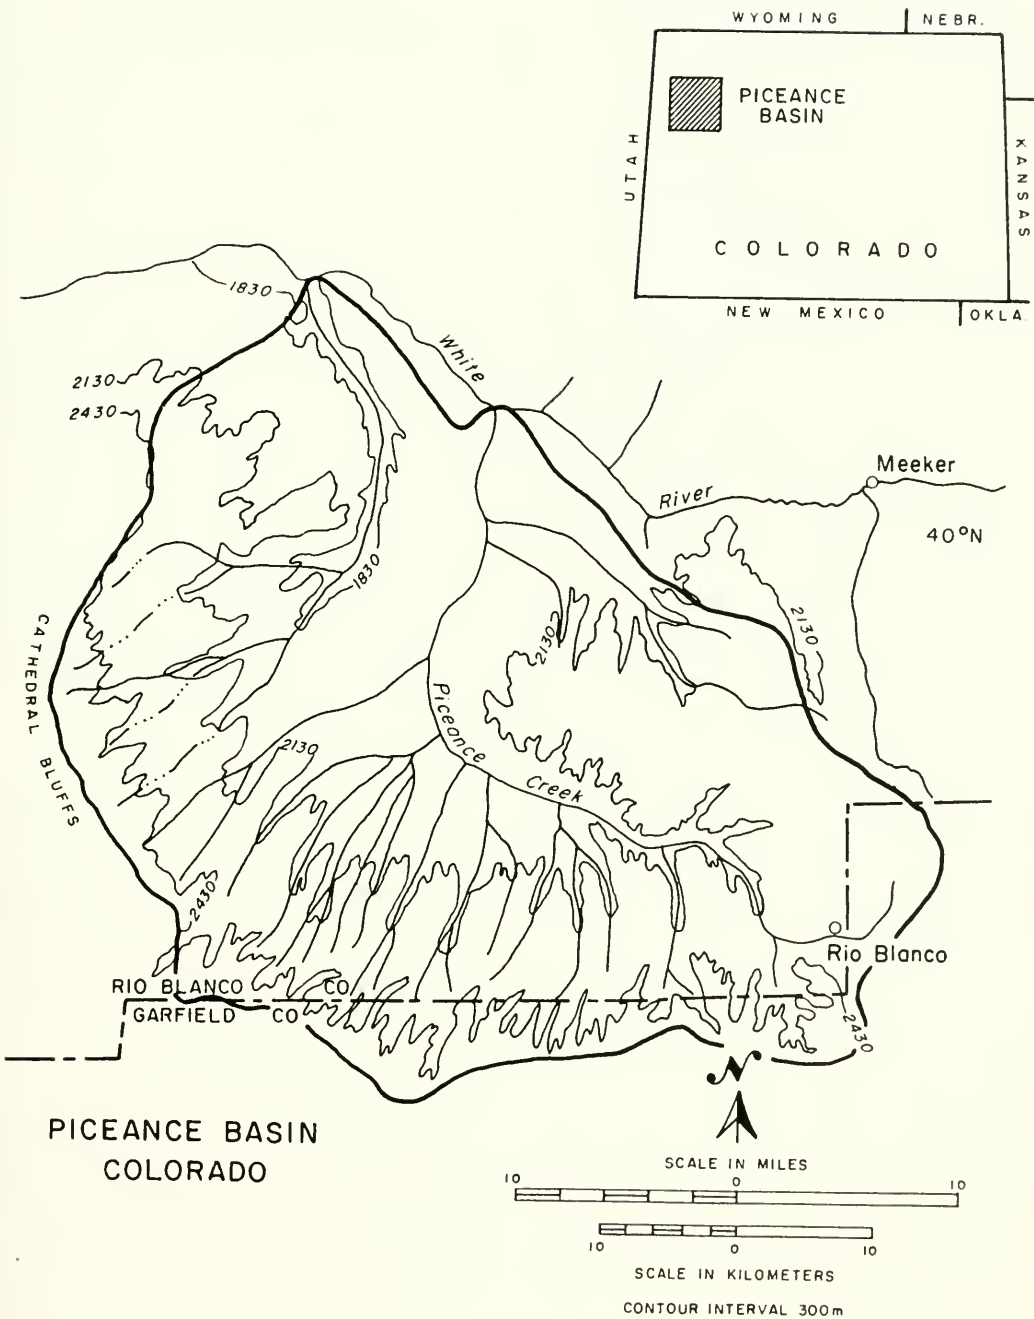 WYOMING
NEBR.
PICEANCE
BASIN
UTAH
KANSAS
COLORADO
NEW MEXICO
OKLA
1830
White
2130
2430
Meeker
River
40°N
1830
2130
2130
CATHEDRAL BLUFFS
Piceance
Creek
2130
2430
Rio Blanco
RIO BLANCO CO.
GARFIELD CO
2430
N
PICEANCE BASIN
COLORADO
SCALE IN MILES
10 0 10
10 0 10
SCALE IN KILOMETERS
CONTOUR INTERVAL 300m